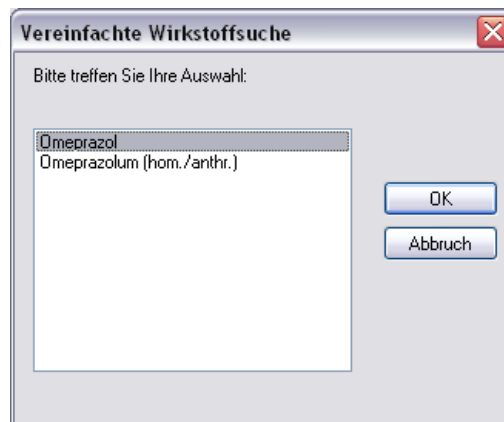 Vereinfachte Wirkstoffsuche
Bitte treffen Sie Ihre Auswahl:
Omeprazol
Omeprazolum (hom./anthr.)
OK
Abbruch